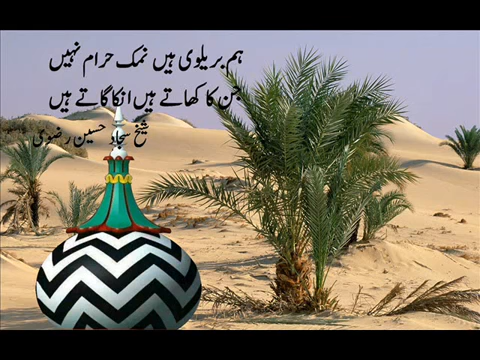 ہم بریلوی ہیں نمک حرام نہیں
جن کا کھاتے ہیں انکا گاتے ہیں
شیخ سجاد حسین رضوی